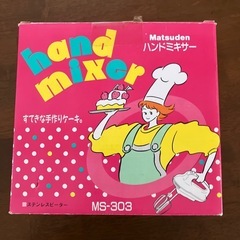 hand
mixer
Matsuden
ハンドミキサー
すてきな手作りケーキを
ステンレスビーター
MS-303